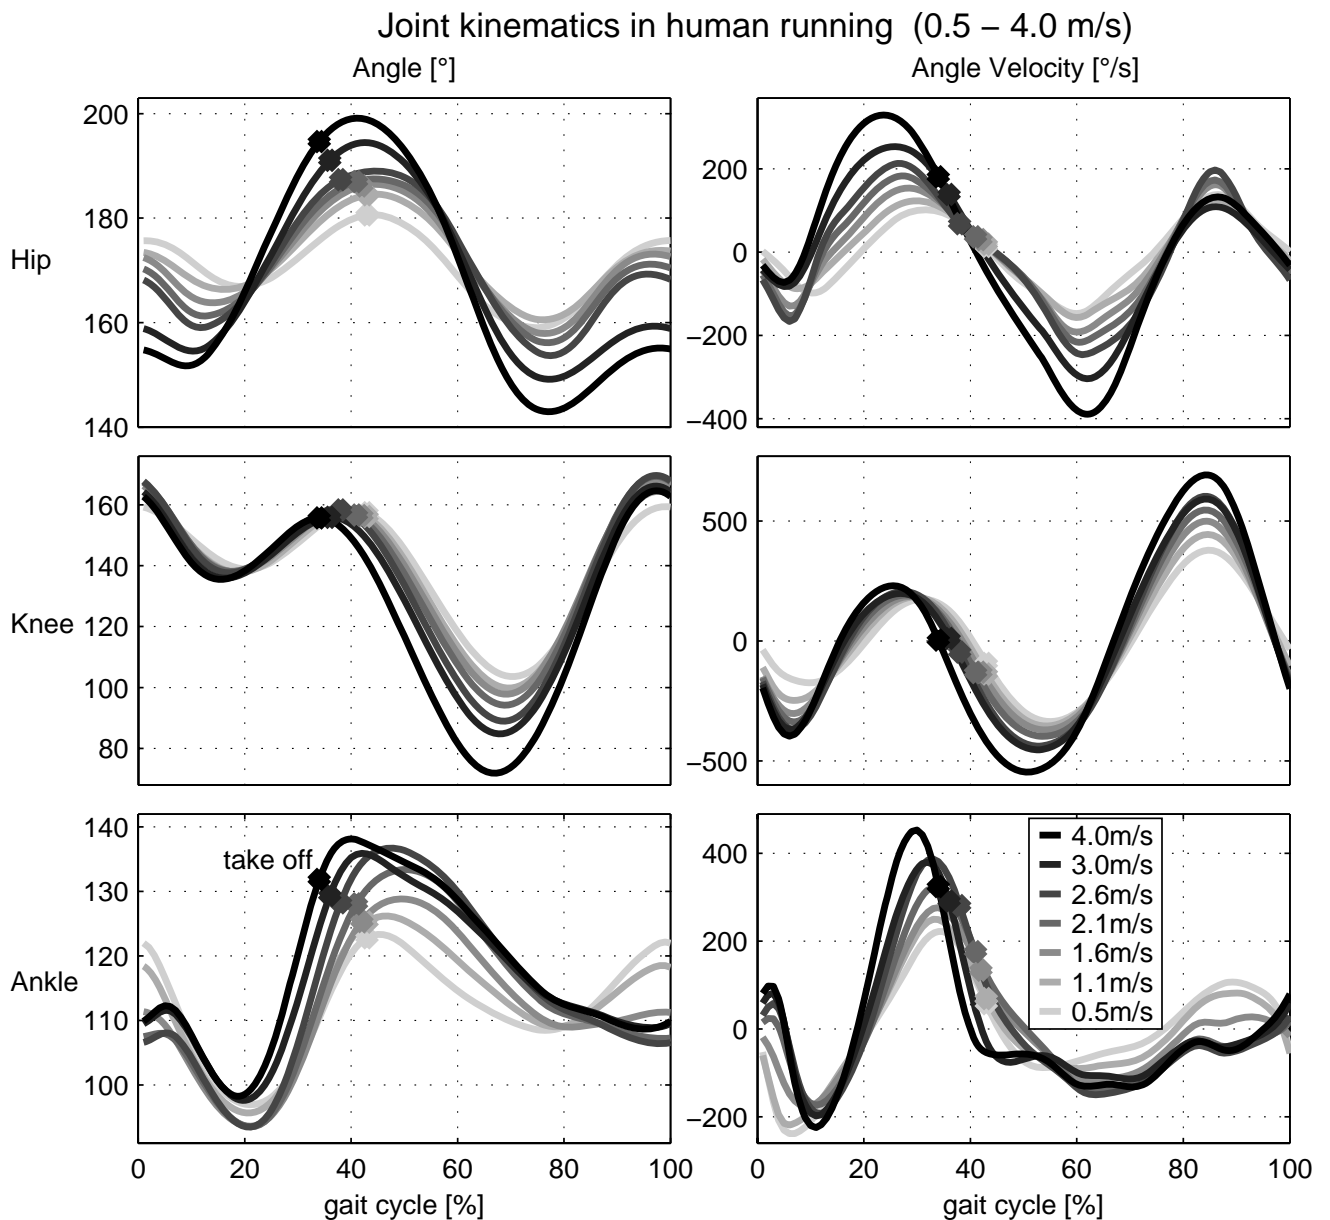 Joint kinematics in human running (0.5 – 4.0 m/s)
Angle [°]
Angle Velocity [°/s]
200
180
160
140
Hip
200
0
−200
−400
160
140
120
100
80
Knee
500
0
−500
140
130
120
110
100
Ankle
take off
0 20 40 60 80 100
gait cycle [%]
400
200
0
−200
4.0m/s
3.0m/s
2.6m/s
2.1m/s
1.6m/s
1.1m/s
0.5m/s
0 20 40 60 80 100
gait cycle [%]